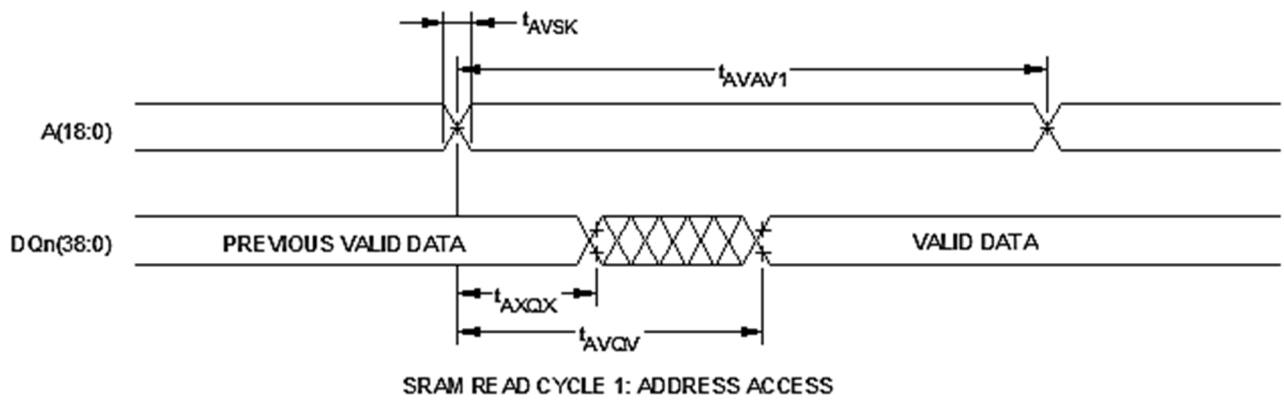 tAVSK
tAVAV1
A(18:0)
DQn(38:0) PREVIOUS VALID DATA VALID DATA
tAXQX
tAVQV
SRAM READ CYCLE 1: ADDRESS ACCESS